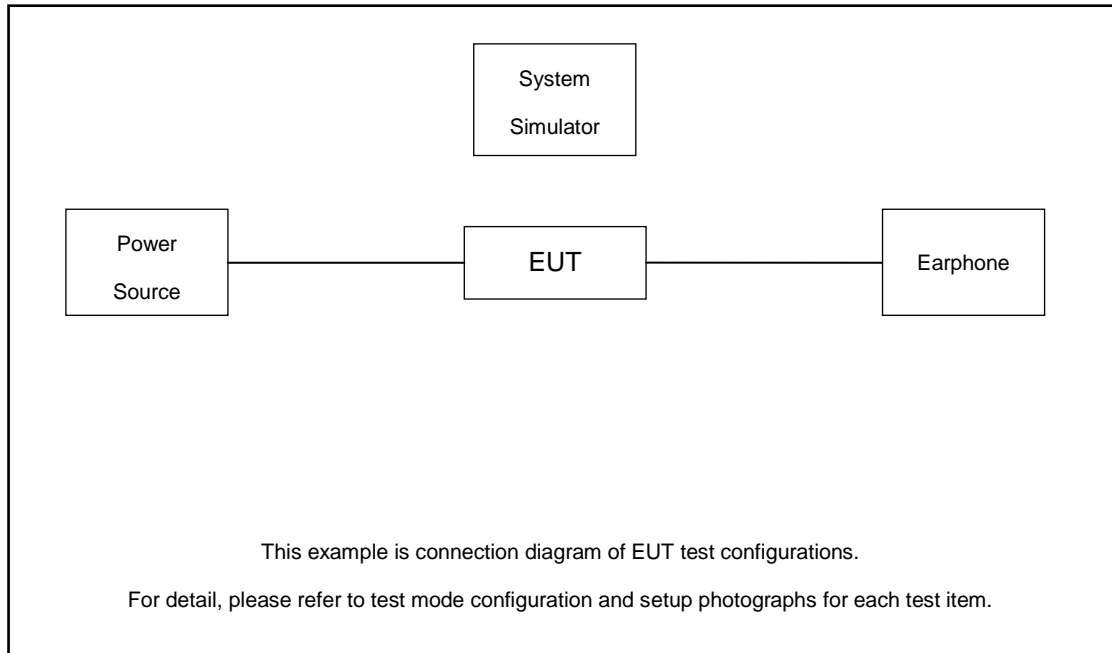 System
Simulator
Power
Source
EUT
Earphone
This example is connection diagram of EUT test configurations.
For detail, please refer to test mode configuration and setup photographs for each test item.